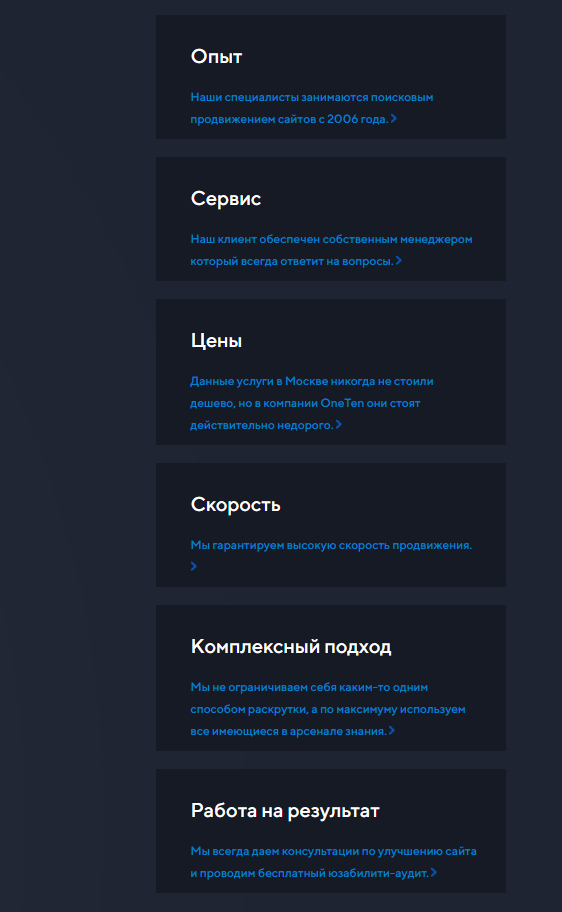 Опыт
Наши специалисты занимаются поисковым
продвижением сайтов с 2006 года.
Сервис
Наш клиент обеспечен собственным менеджером
который всегда ответит на вопросы.
Цены
Данные услуги в Москве никогда не стоили
дешево, но в компании OneTen они стоят
действительно недорого.
Скорость
Мы гарантируем высокую скорость продвижения.
Комплексный подход
Мы не ограничиваем себя каким-то одним
способом раскрутки, а по максимуму используем
все имеющиеся в арсенале знания.
Работа на результат
Мы всегда даем консультации по улучшению сайта
и проводим бесплатный юзабилити-аудит.